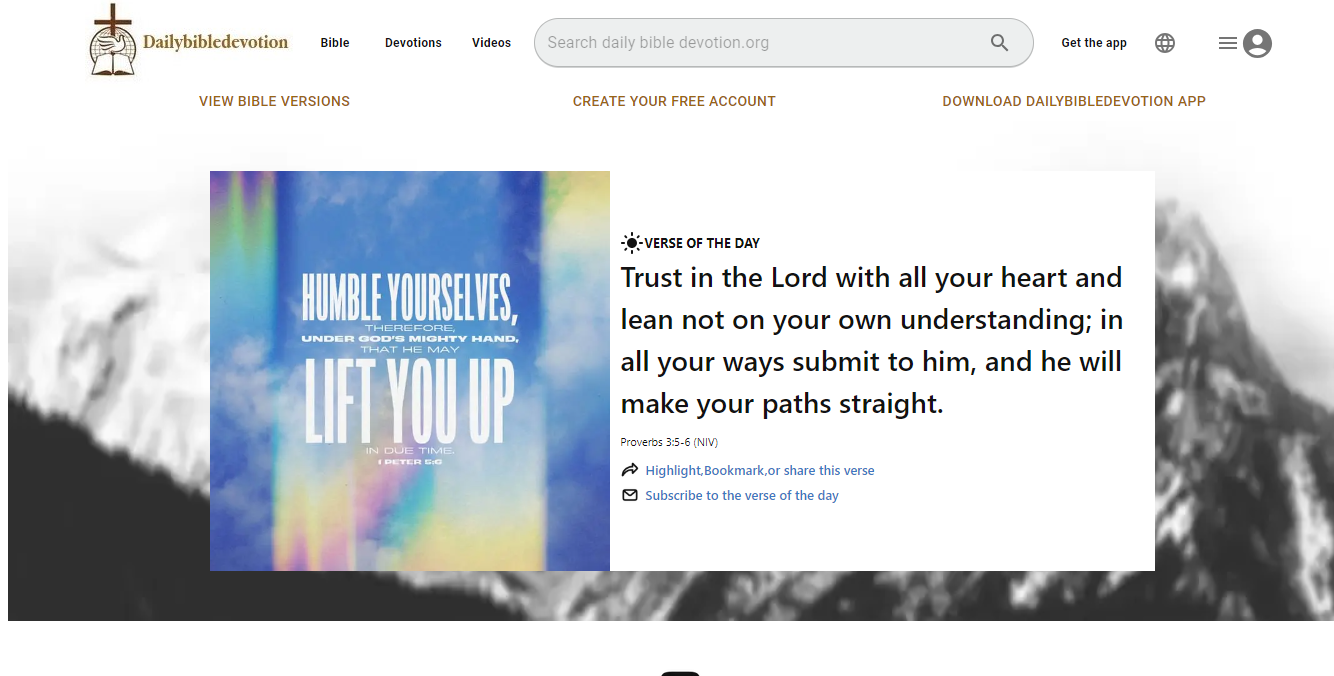 Dailybibledevotion
Bible
Devotions
Videos
Search daily bible devotion.org
Get the app
VIEW BIBLE VERSIONS
CREATE YOUR FREE ACCOUNT
DOWNLOAD DAILYBIBLEDEVOTION APP
HUMBLE YOURSELVES,
THEREFORE,
UNDER GOD'S MIGHTY HAND,
THAT HE MAY
LIFT YOU UP
IN DUE TIME.
1 PETER 5:6
VERSE OF THE DAY
Trust in the Lord with all your heart and
lean not on your own understanding; in
all your ways submit to him, and he will
make your paths straight.
Proverbs 3:5-6 (NIV)
Highlight,Bookmark,or share this verse
Subscribe to the verse of the day